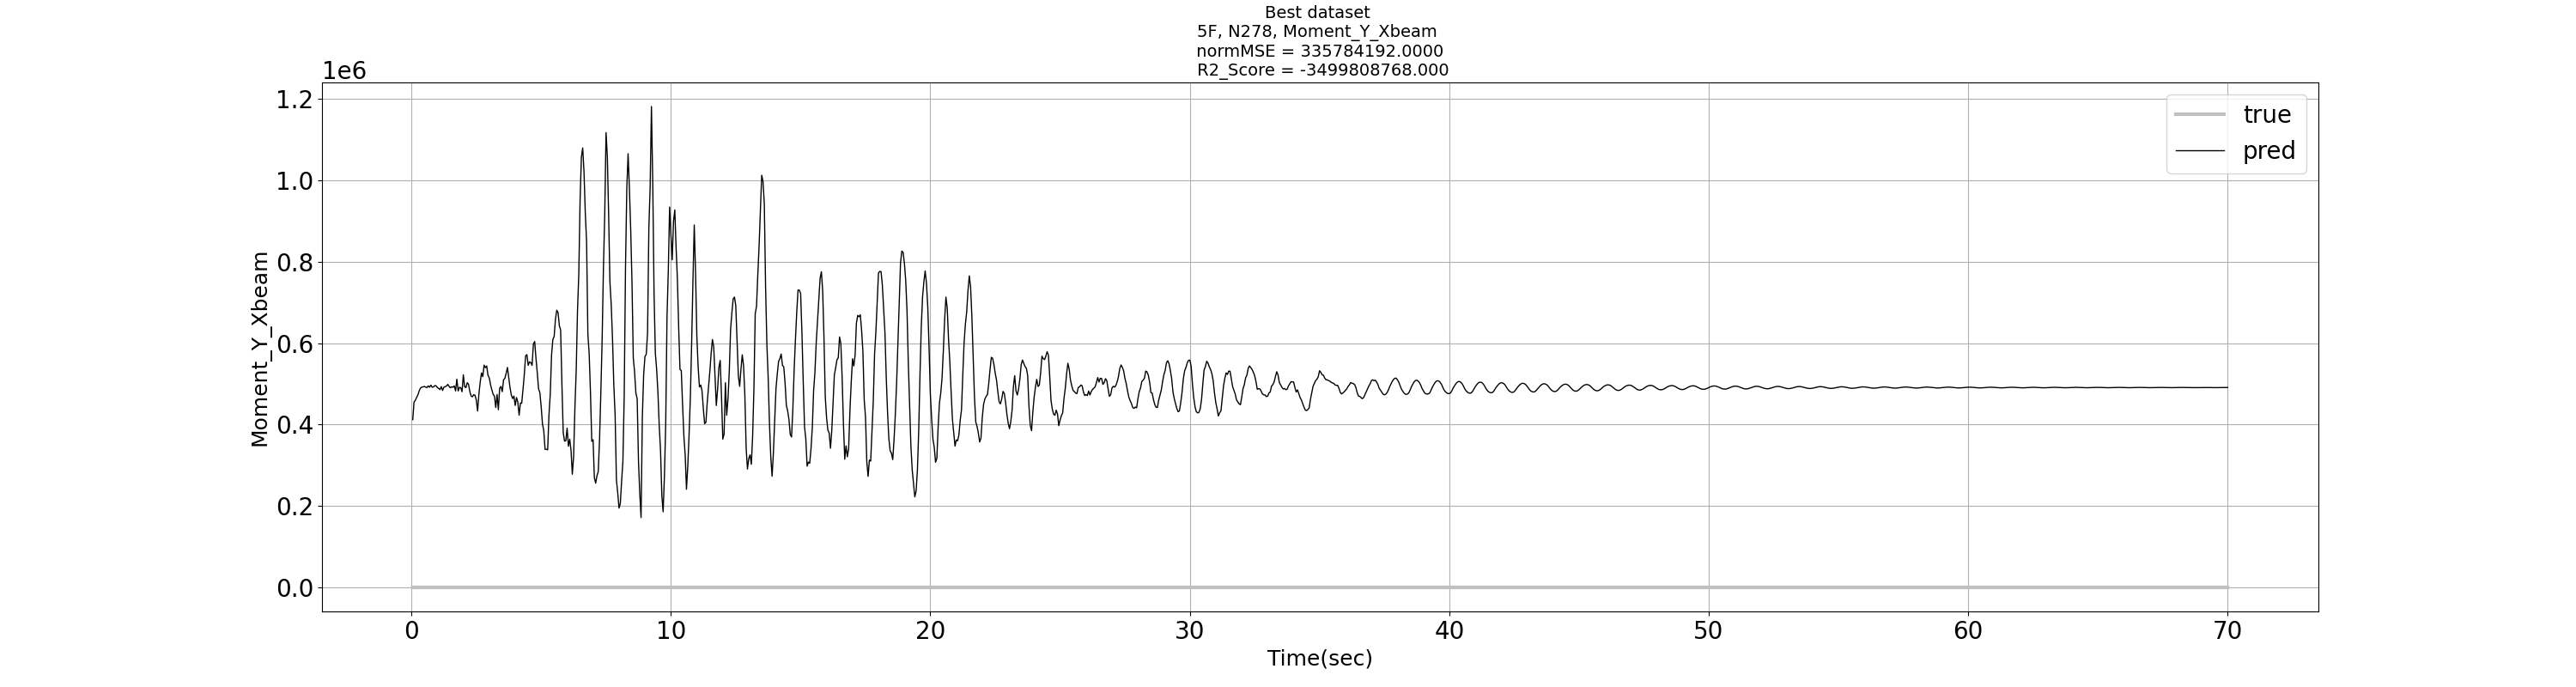 Best dataset
5F, N278, Moment_Y_Xbeam
normMSE = 335784192.0000
R2_Score = -3499808768.000
1e6
1.2
1.0
0.8
0.6
0.4
0.2
0.0
Moment_Y_Xbeam
true
pred
0 10 20 30 40 50 60 70
Time(sec)